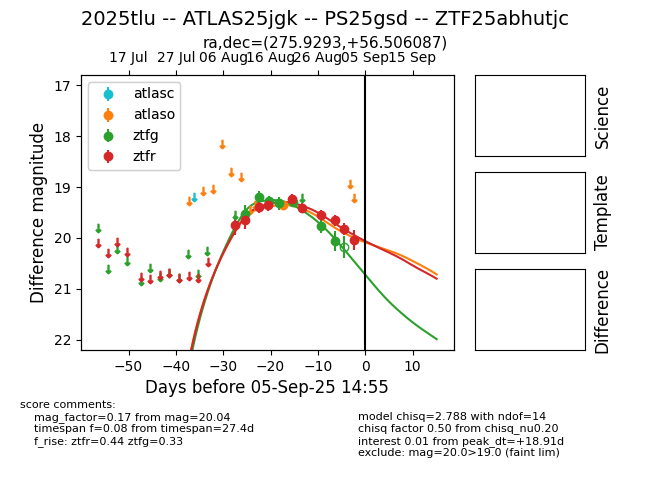 2025tlu -- ATLAS25jgk -- PS25gsd -- ZTF25abhutjc
ra,dec=(275.9293,+56.506087)
17 Jul 27 Jul 06 Aug 16 Aug 26 Aug 05 Sep 15 Sep
atlasc
atlaso
ztfg
ztfr
17
18
19
20
21
22
Difference magnitude
−50 −40 −30 −20 −10 0 10
Days before 05-Sep-25 14:55
Science
Template
Difference
score comments:
mag_factor=0.17 from mag=20.04
timespan f=0.08 from timespan=27.4d
f_rise: ztfr=0.44 ztfg=0.33
model chisq=2.788 with ndof=14
chisq factor 0.50 from chisq_nu0.20
interest 0.01 from peak_dt=+18.91d
exclude: mag=20.0>19.0 (faint lim)